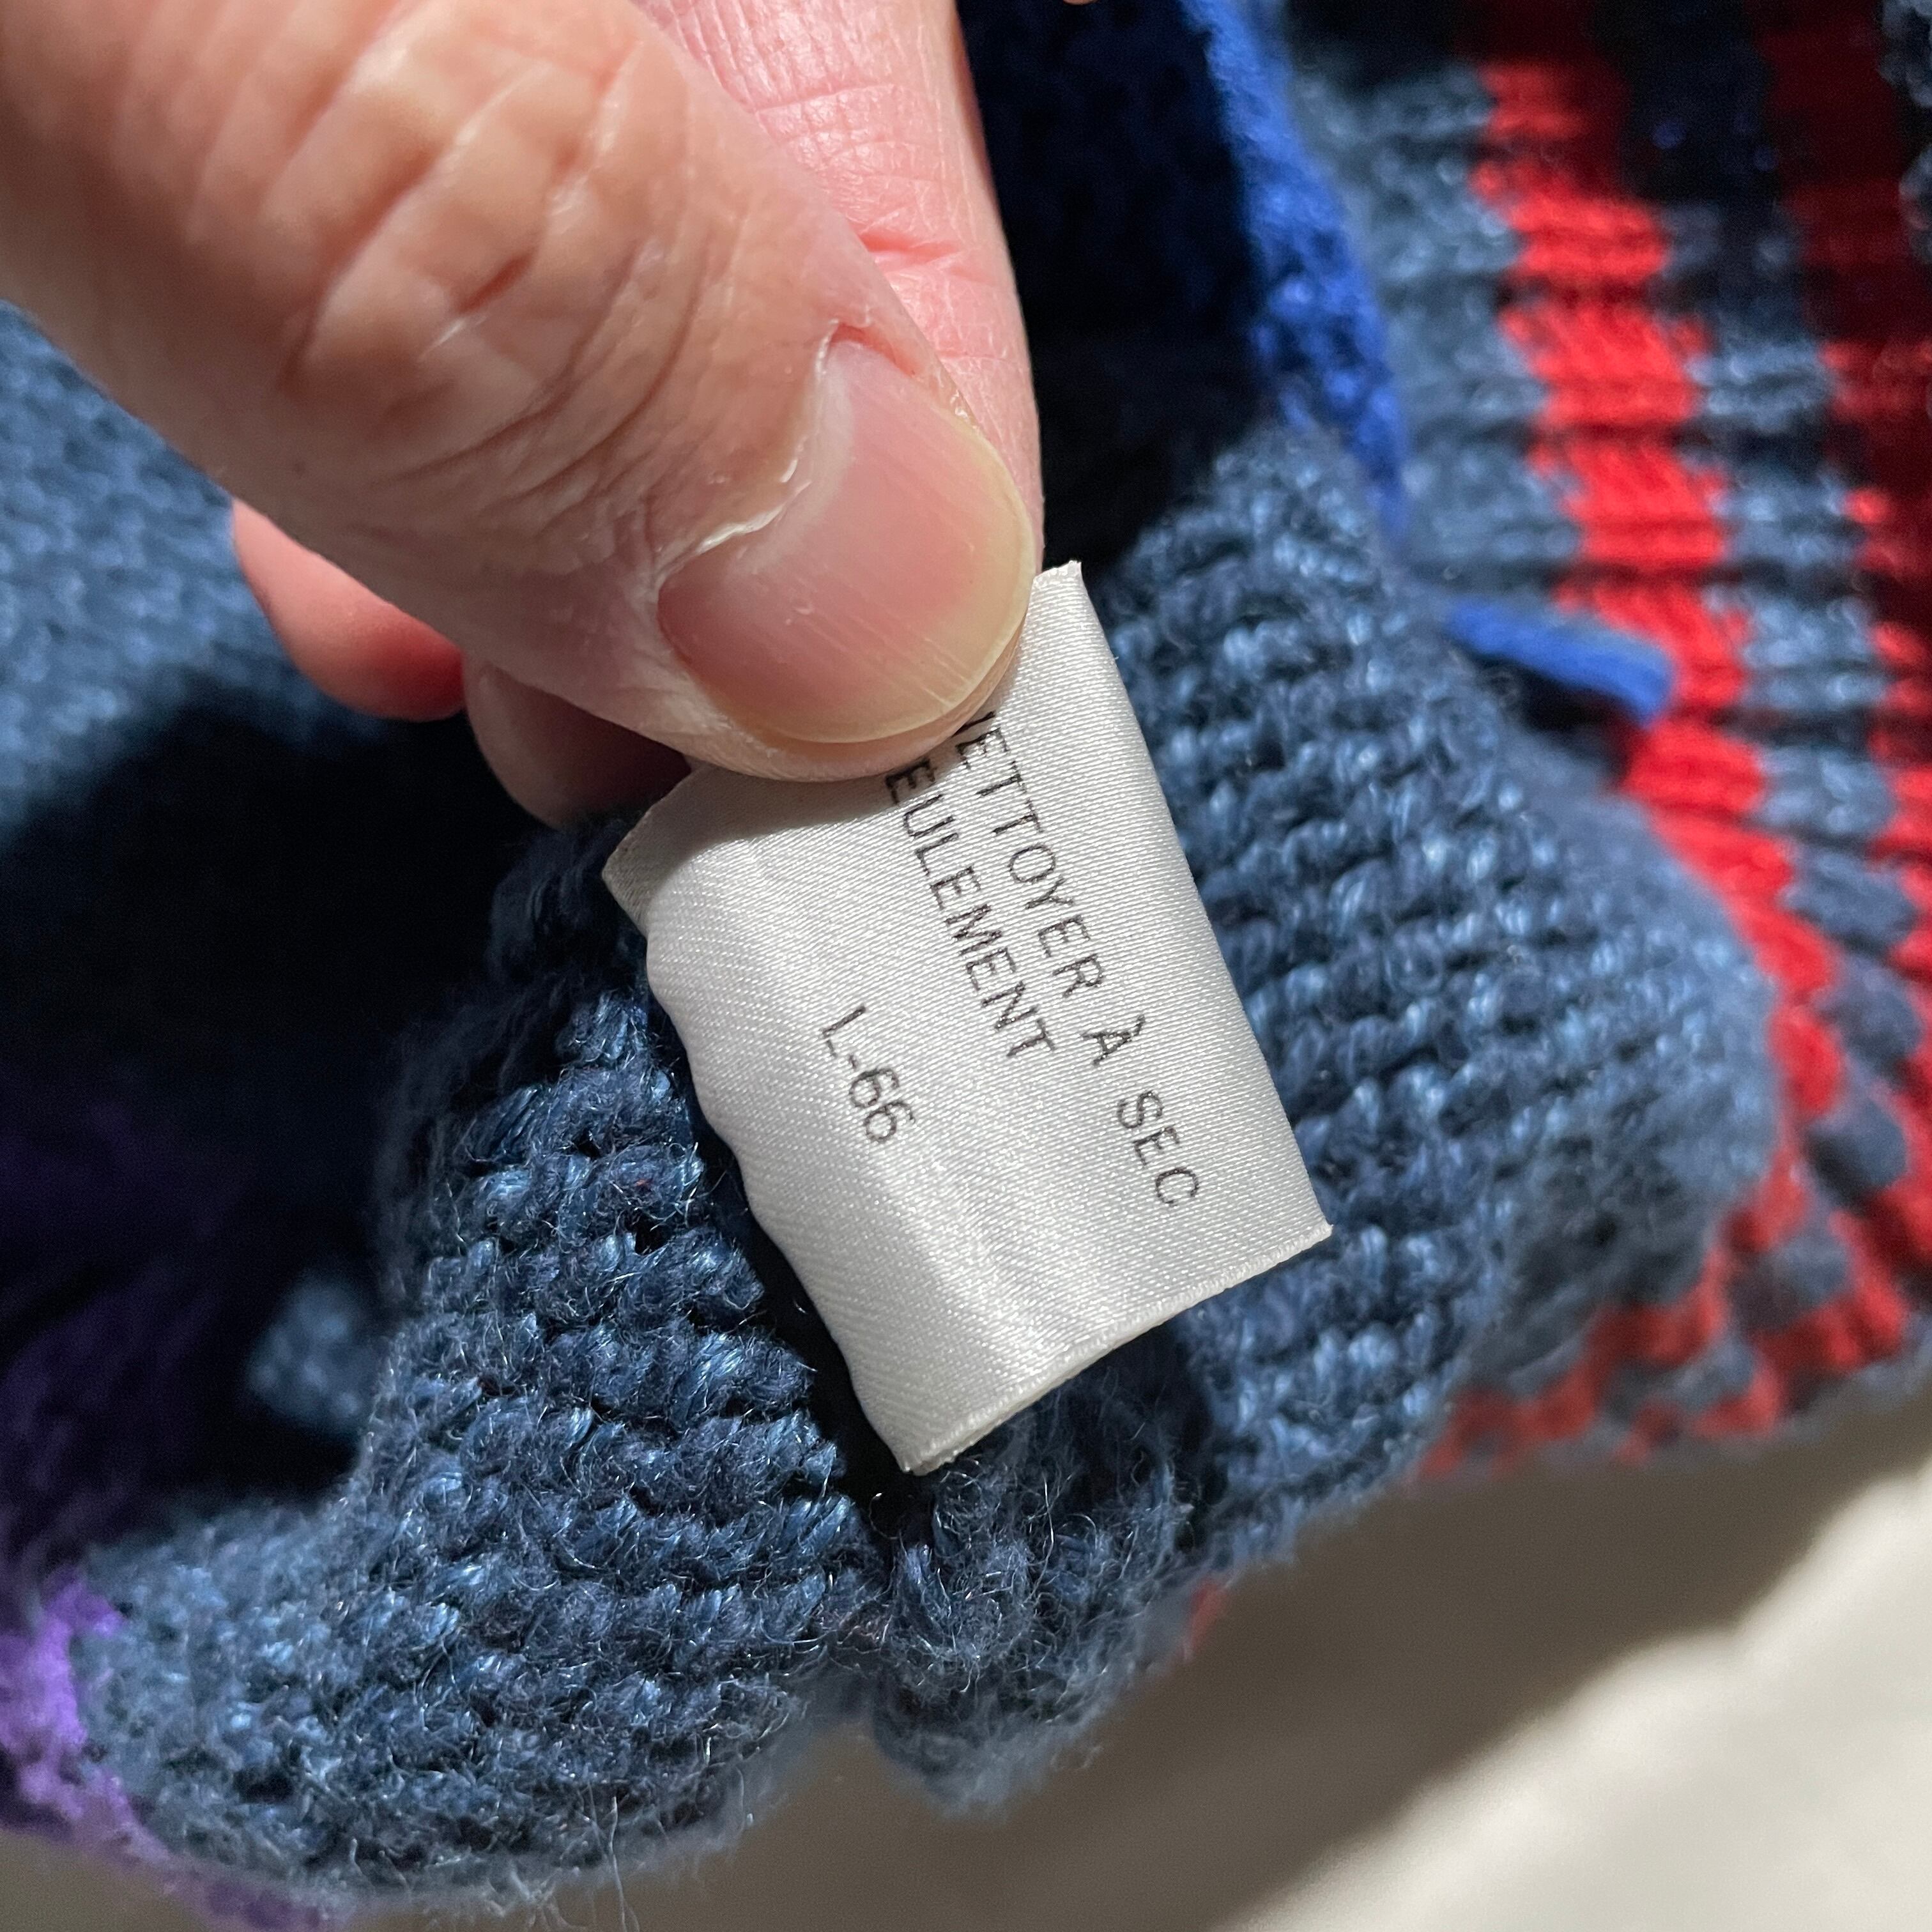 NETTOYER A SEC
SEULEMENT
L-66